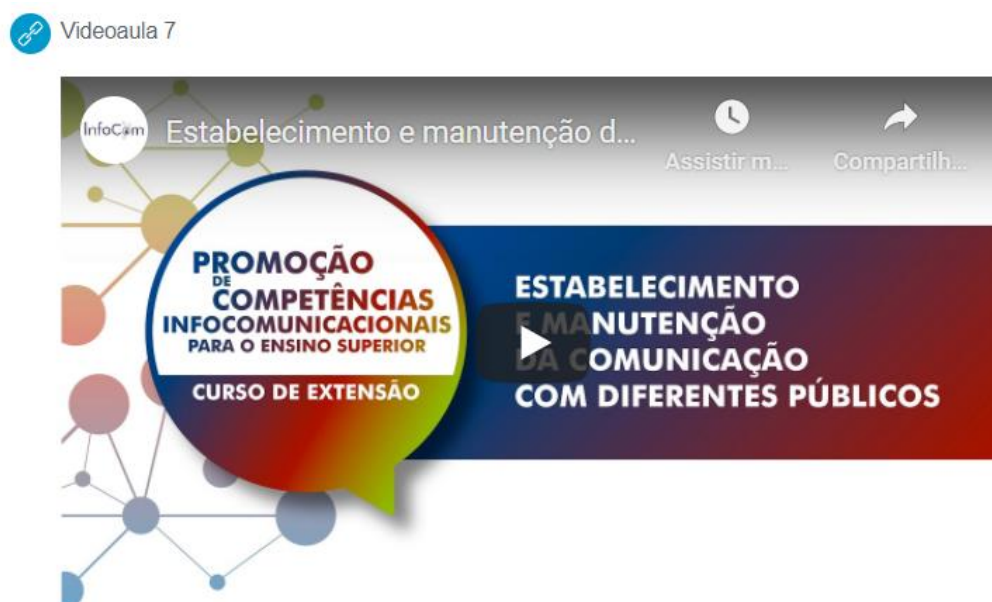 Videoaula 7
InfoCom
Estabelecimento e manutenção d...
Assistir m...
Compartilh...
PROMOÇÃO
DE
COMPETÊNCIAS
INFOCOMUNICACIONAIS
PARA O ENSINO SUPERIOR
CURSO DE EXTENSÃO
ESTABELECIMENTO
E MANUTENÇÃO
DA COMUNICAÇÃO
COM DIFERENTES PÚBLICOS